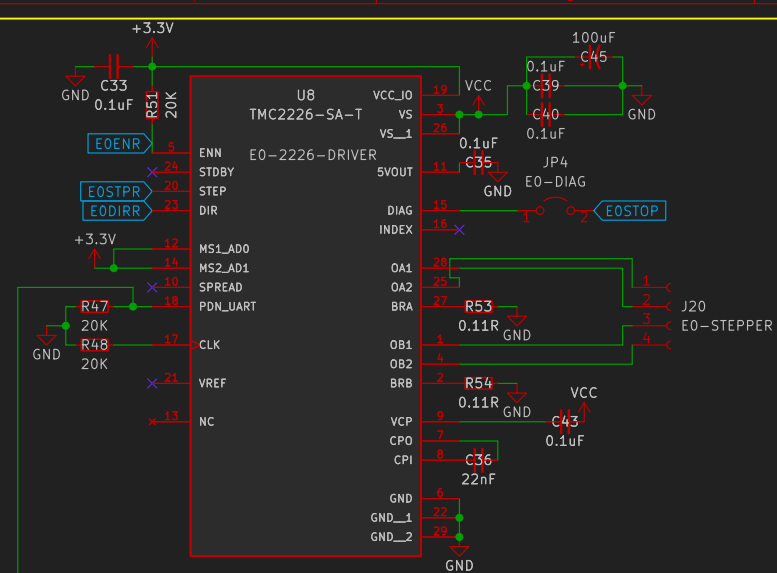 +3.3V
GND
C33
0.1uF
R51
20K
E0ENR
E0STPR
E0DIRR
+3.3V
R47
20K
GND
R48
20K
U8
TMC2226-SA-T
E0-2226-DRIVER
5 ENN
24 STDBY
20 STEP
23 DIR
12 MS1_AD0
14 MS2_AD1
10 SPREAD
18 PDN_UART
17 CLK
21 VREF
13 NC
VCC_IO 19
VS 3
VS__1 26
5VOUT 11
DIAG 15
INDEX 16
OA1 28
OA2 25
BRA 27
OB1 1
OB2 4
BRB 2
VCP 9
CPO 7
CPI 8
GND 6
GND__1 22
GND__2 29
VCC
100uF
C45
0.1uF
C39
C40
0.1uF
GND
0.1uF
C35
GND
JP4
E0-DIAG
1 2
E0STOP
R53
0.11R
GND
1
2
3
4
J20
E0-STEPPER
R54
0.11R
GND
VCC
C43
0.1uF
C36
22nF
GND